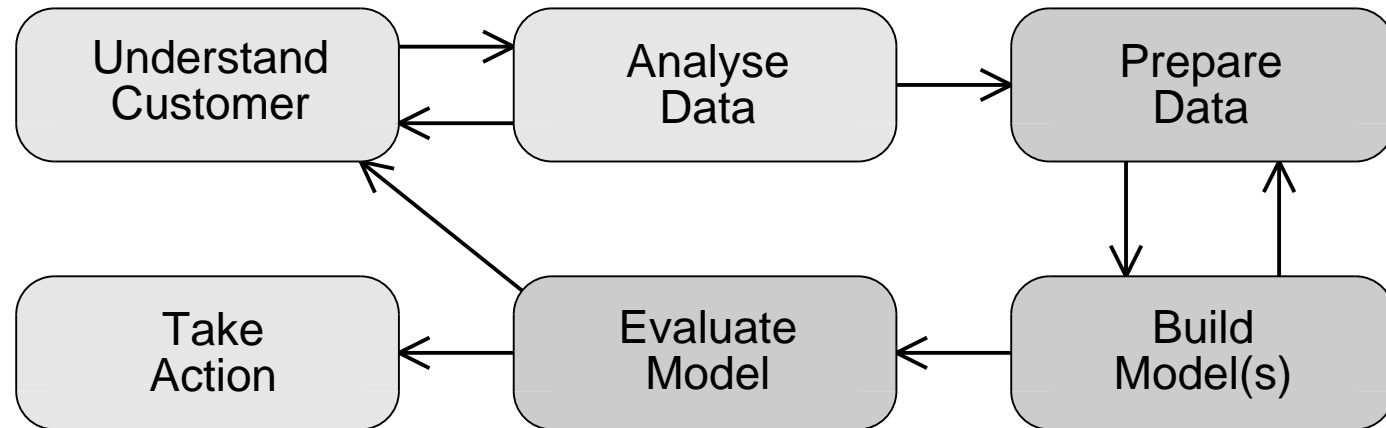 Understand
Customer
Analyse
Data
Prepare
Data
Take
Action
Evaluate
Model
Build
Model(s)